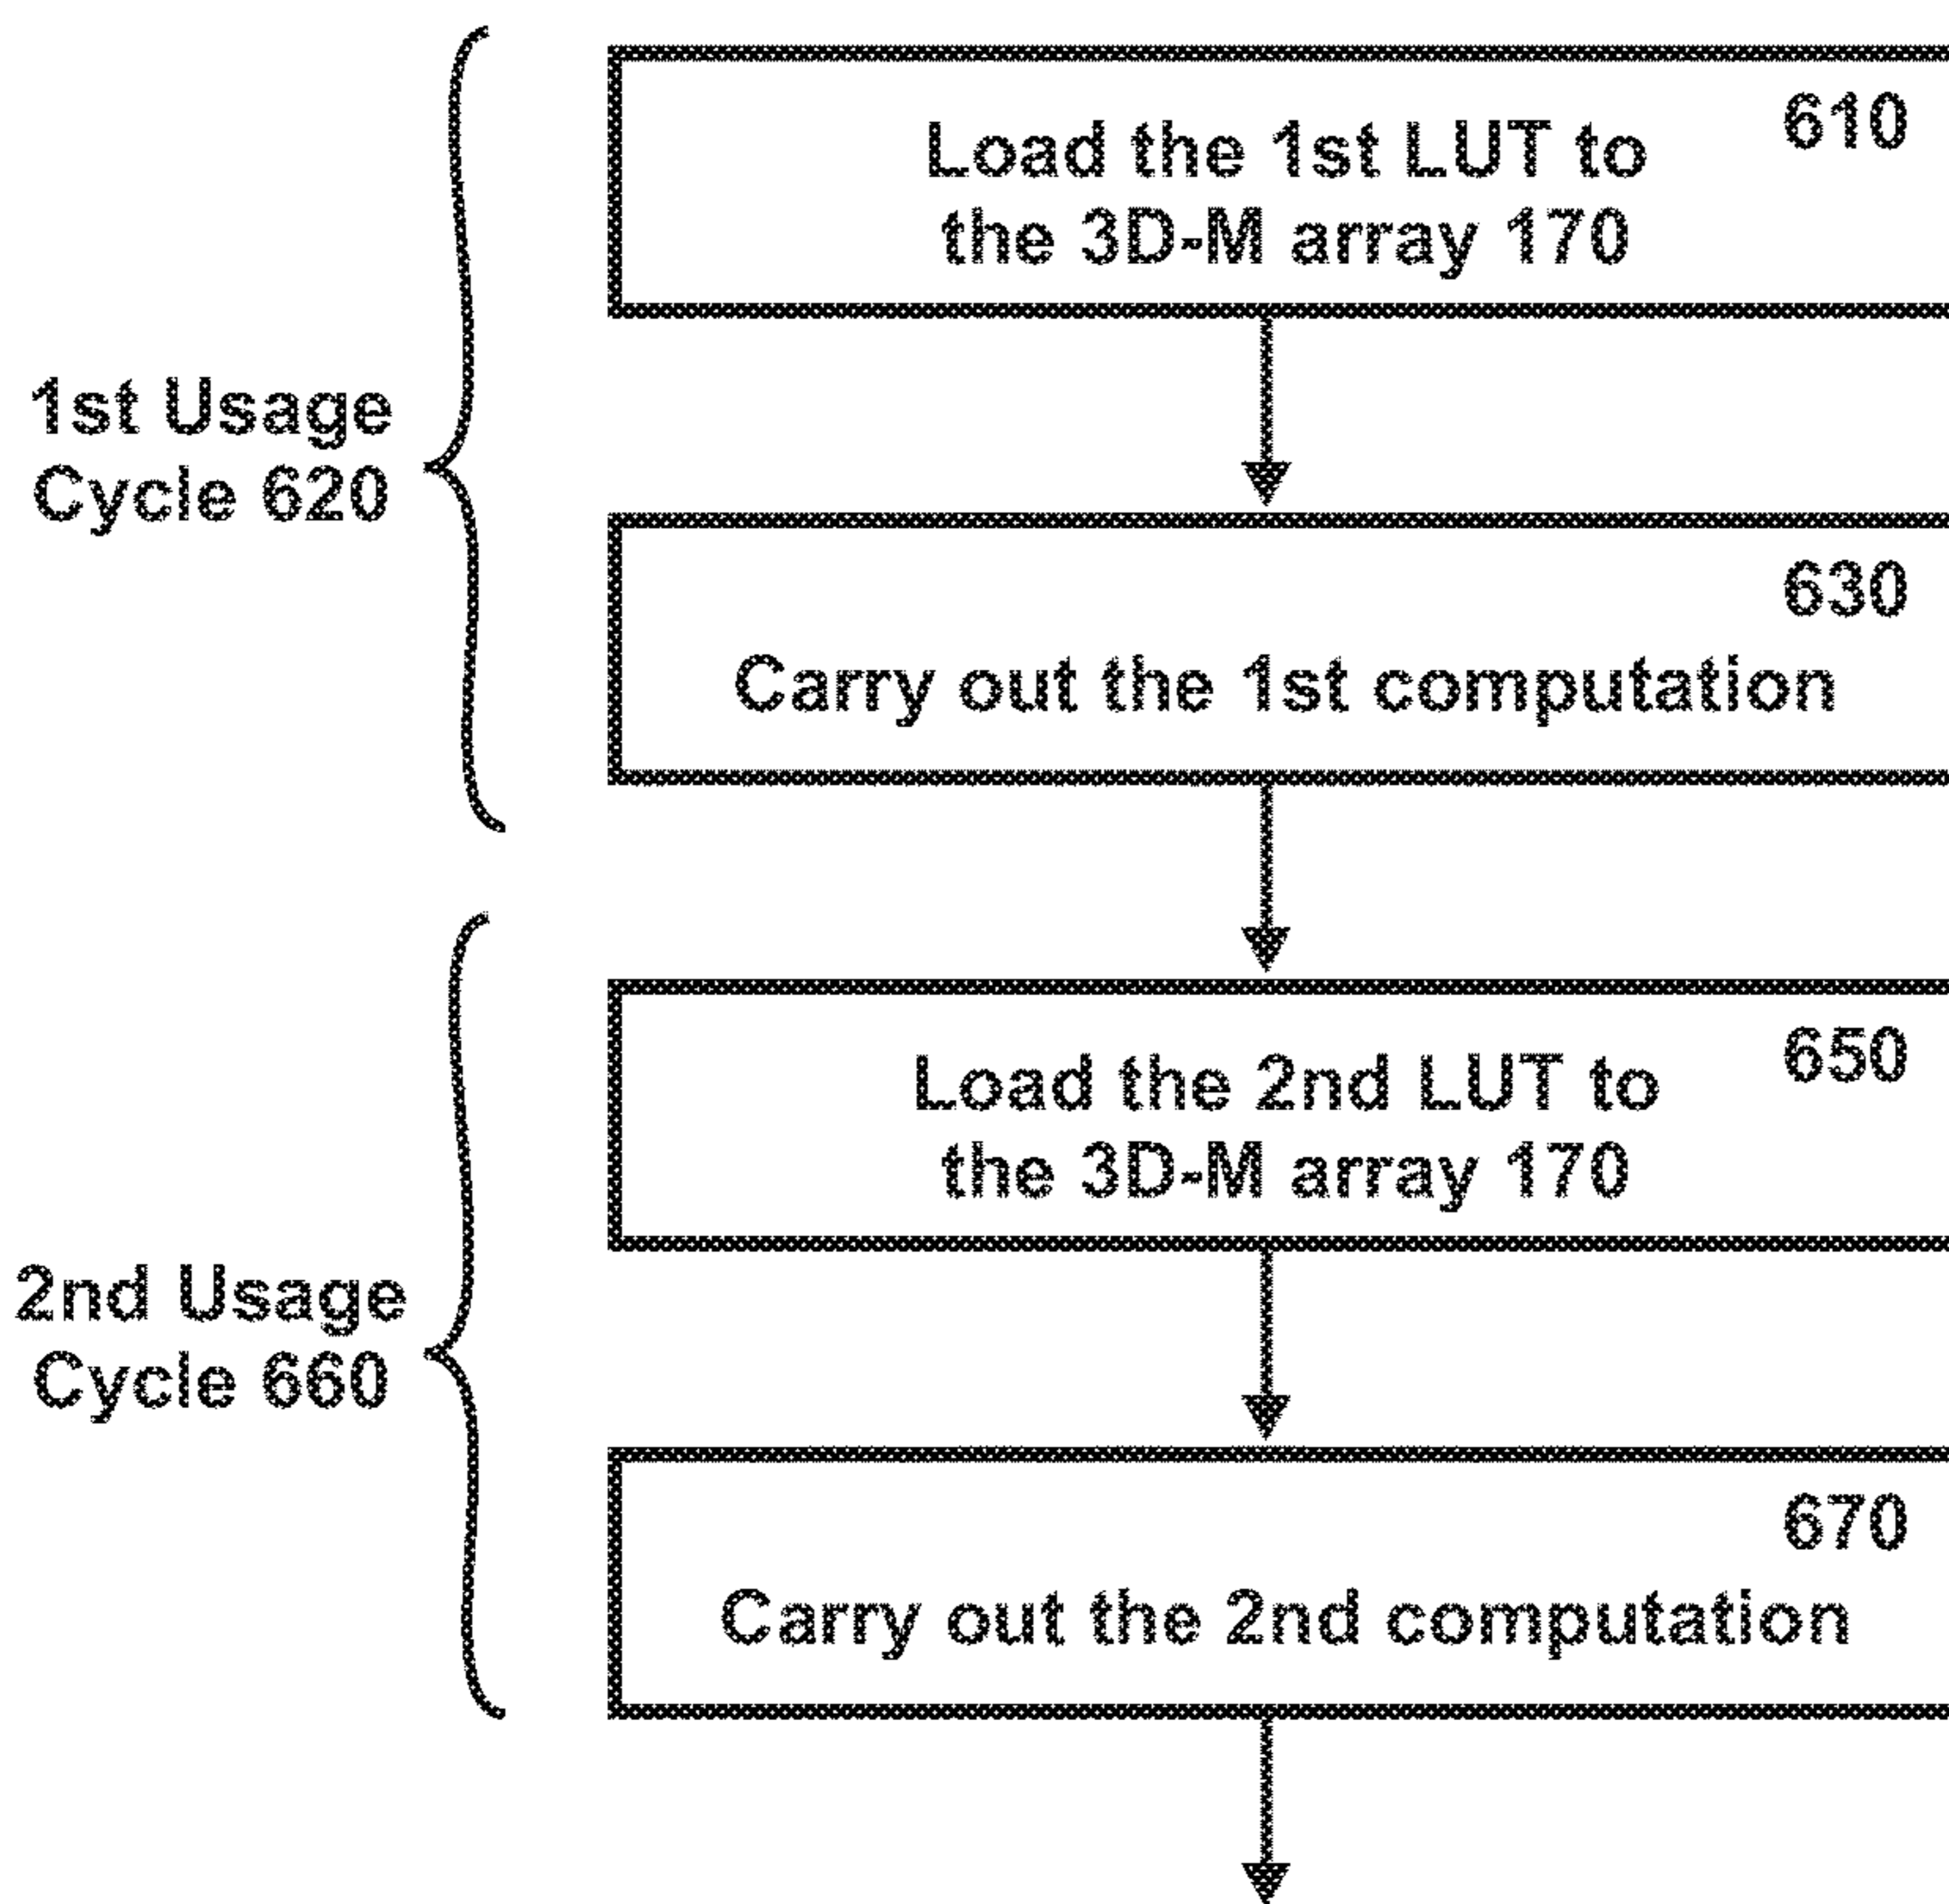 610
Load the 1st LUT to
the 3D-M array 170
1st Usage
Cycle 620
630
Carry out the 1st computation
650
Load the 2nd LUT to
the 3D-M array 170
2nd Usage
Cycle 660
670
Carry out the 2nd computation